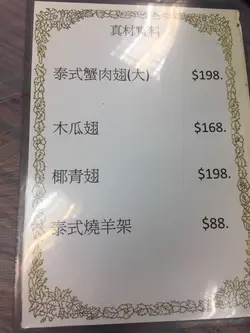 真材實料
泰式蟹肉翅(大) $198.
木瓜翅 $168.
椰青翅 $198.
泰式燒羊架 $88.